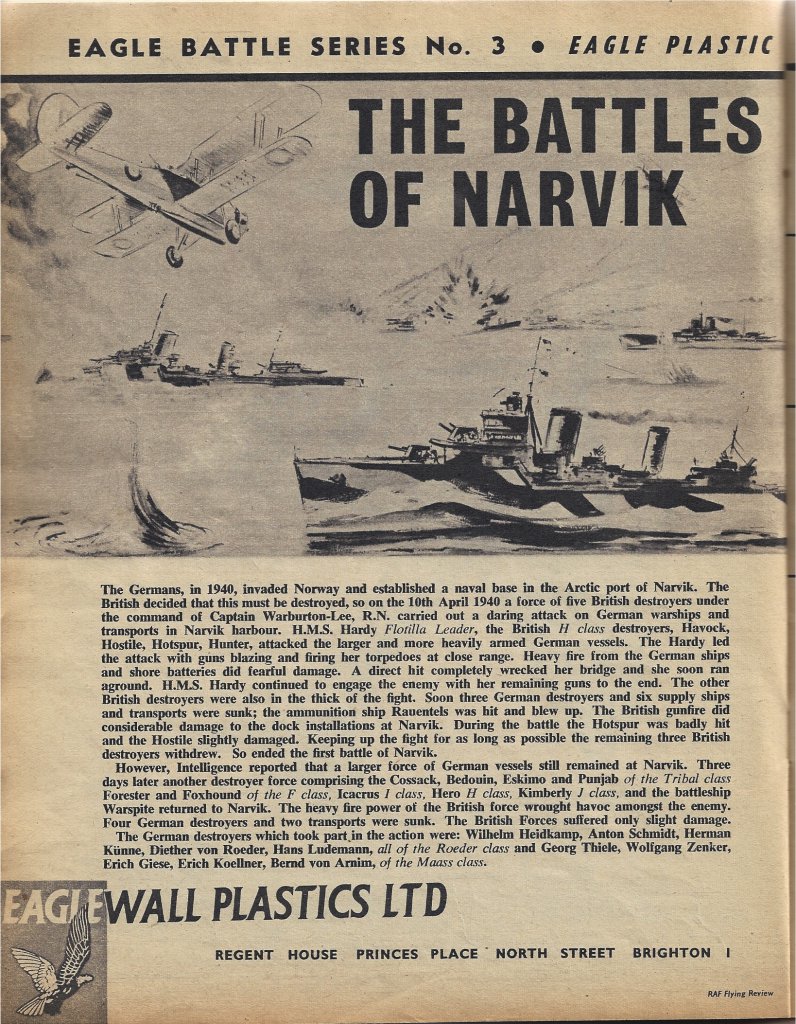 EAGLE BATTLE SERIES No. 3 ● EAGLE PLASTIC
THE BATTLES
OF NARVIK
The Germans, in 1940, invaded Norway and established a naval base in the Arctic port of Narvik. The
British decided that this must be destroyed, so on the 10th April 1940 a force of five British destroyers under
the command of Captain Warburton-Lee, R.N. carried out a daring attack on German warships and
transports in Narvik harbour. H.M.S. Hardy Flotilla Leader, the British H class destroyers, Havock,
Hostile, Hotspur, Hunter, attacked the larger and more heavily armed German vessels. The Hardy led
the attack with guns blazing and firing her torpedoes at close range. Heavy fire from the German ships
and shore batteries did fearful damage. A direct hit completely wrecked her bridge and she soon ran
aground. H.M.S. Hardy continued to engage the enemy with her remaining guns to the end. The other
British destroyers were also in the thick of the fight. Soon three German destroyers and six supply ships
and transports were sunk; the ammunition ship Rauentels was hit and blew up. The British gunfire did
considerable damage to the dock installations at Narvik. During the battle the Hotspur was badly hit
and the Hostile slightly damaged. Keeping up the fight for as long as possible the remaining three British
destroyers withdrew. So ended the first battle of Narvik.
However, Intelligence reported that a larger force of German vessels still remained at Narvik. Three
days later another destroyer force comprising the Cossack, Bedouin, Eskimo and Punjab of the Tribal class
Forester and Foxhound of the F class, Icacrus I class, Hero H class, Kimberly J class, and the battleship
Warspite returned to Narvik. The heavy fire power of the British force wrought havoc amongst the enemy.
Four German destroyers and two transports were sunk. The British Forces suffered only slight damage.
The German destroyers which took part in the action were: Wilhelm Heidkamp, Anton Schmidt, Herman
Künne, Diether von Roeder, Hans Ludemann, all of the Roeder class and Georg Thiele, Wolfgang Zenker,
Erich Giese, Erich Koellner, Bernd von Arnim, of the Maass class.
EAGLEWALL PLASTICS LTD
REGENT HOUSE PRINCES PLACE NORTH STREET BRIGHTON 1
RAF Flying Review